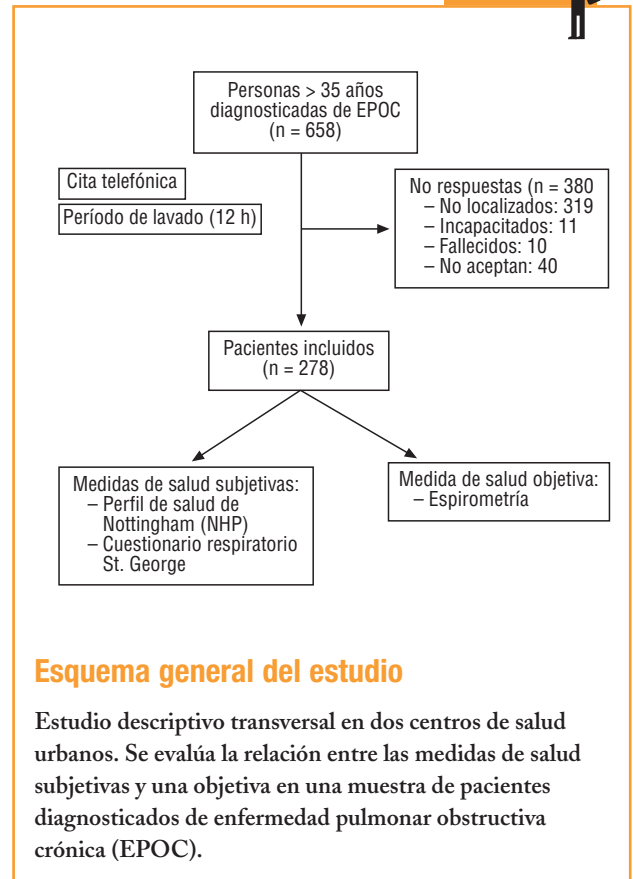 Personas > 35 años
diagnosticadas de EPOC
(n = 658)
Cita telefónica
Período de lavado (12 h)
No respuestas (n = 380
– No localizados: 319
– Incapacitados: 11
– Fallecidos: 10
– No aceptan: 40
Pacientes incluidos
(n = 278)
Medidas de salud subjetivas:
– Perfil de salud de
Nottingham (NHP)
– Cuestionario respiratorio
St. George
Medida de salud objetiva:
– Espirometría
Esquema general del estudio
Estudio descriptivo transversal en dos centros de salud
urbanos. Se evalúa la relación entre las medidas de salud
subjetivas y una objetiva en una muestra de pacientes
diagnosticados de enfermedad pulmonar obstructiva
crónica (EPOC).